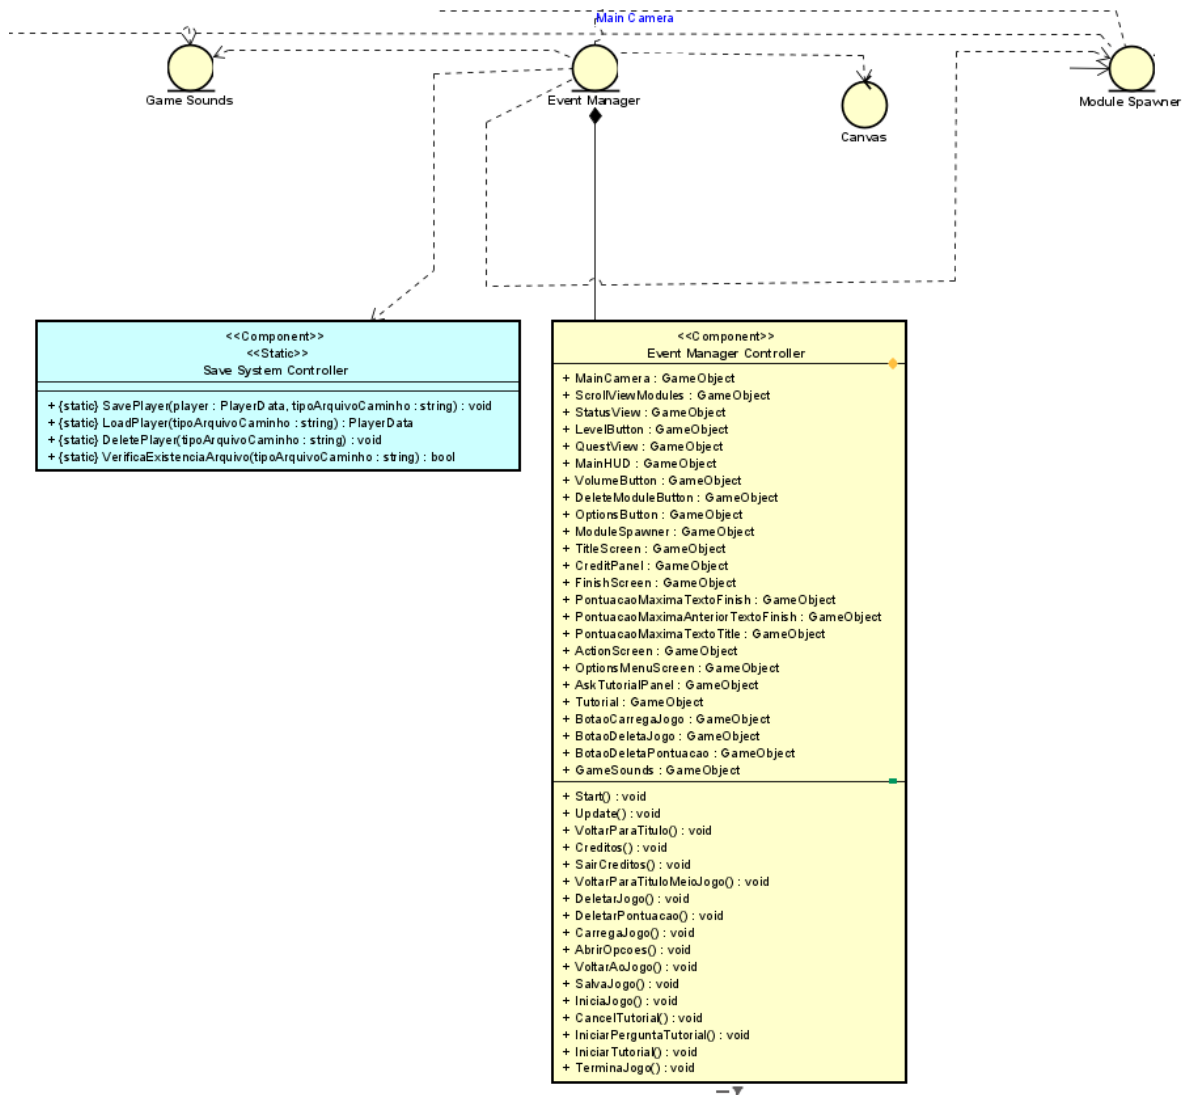 Main Camera
Game Sounds
Event Manager
Canvas
Module Spawner
<<Component>>
<<Static>>
Save System Controller
+ {static} SavePlayer(player : PlayerData, tipoArquivoCaminho : string) : void
+ {static} LoadPlayer(tipoArquivoCaminho : string) : PlayerData
+ {static} DeletePlayer(tipoArquivoCaminho : string) : void
+ {static} VerificaExistenciaArquivo(tipoArquivoCaminho : string) : bool
<<Component>>
Event Manager Controller
+ MainCamera : GameObject
+ ScrollViewModules : GameObject
+ StatusView : GameObject
+ LevelButton : GameObject
+ QuestView : GameObject
+ MainHUD : GameObject
+ VolumeButton : GameObject
+ DeleteModuleButton : GameObject
+ OptionsButton : GameObject
+ ModuleSpawner : GameObject
+ TitleScreen : GameObject
+ CreditPanel : GameObject
+ FinishScreen : GameObject
+ PontuacaoMaximaTextoFinish : GameObject
+ PontuacaoMaximaAnteriorTextoFinish : GameObject
+ PontuacaoMaximaTextoTitle : GameObject
+ ActionScreen : GameObject
+ OptionsMenuScreen : GameObject
+ AskTutorialPanel : GameObject
+ Tutorial : GameObject
+ BotaoCarregaJogo : GameObject
+ BotaoDeletaJogo : GameObject
+ BotaoDeletaPontuacao : GameObject
+ GameSounds : GameObject
+ Start() : void
+ Update() : void
+ VoltarParaTitulo() : void
+ Creditos() : void
+ SairCreditos() : void
+ VoltarParaTituloMeioJogo() : void
+ DeletarJogo() : void
+ DeletarPontuacao() : void
+ CarregaJogo() : void
+ AbrirOpcoes() : void
+ VoltarAoJogo() : void
+ SalvaJogo() : void
+ IniciaJogo() : void
+ CancelTutorial() : void
+ IniciarPerguntaTutorial() : void
+ IniciarTutorial() : void
+ TerminaJogo() : void